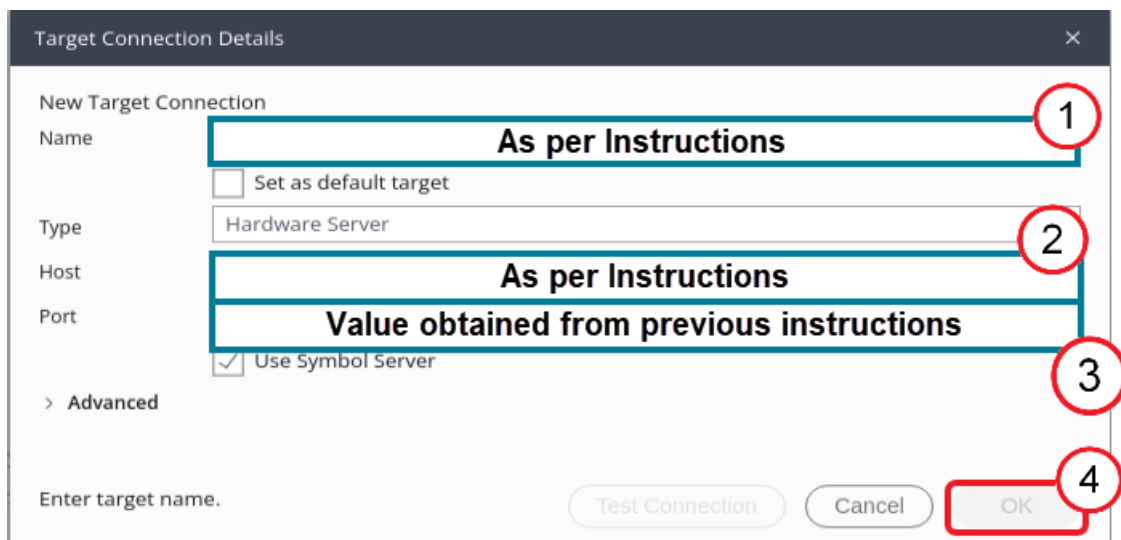 Target Connection Details ×
New Target Connection
1
Name As per Instructions
Set as default target
Type Hardware Server
2
Host As per Instructions
Port Value obtained from previous instructions
Use Symbol Server
3
> Advanced
4
Enter target name. Test Connection Cancel OK